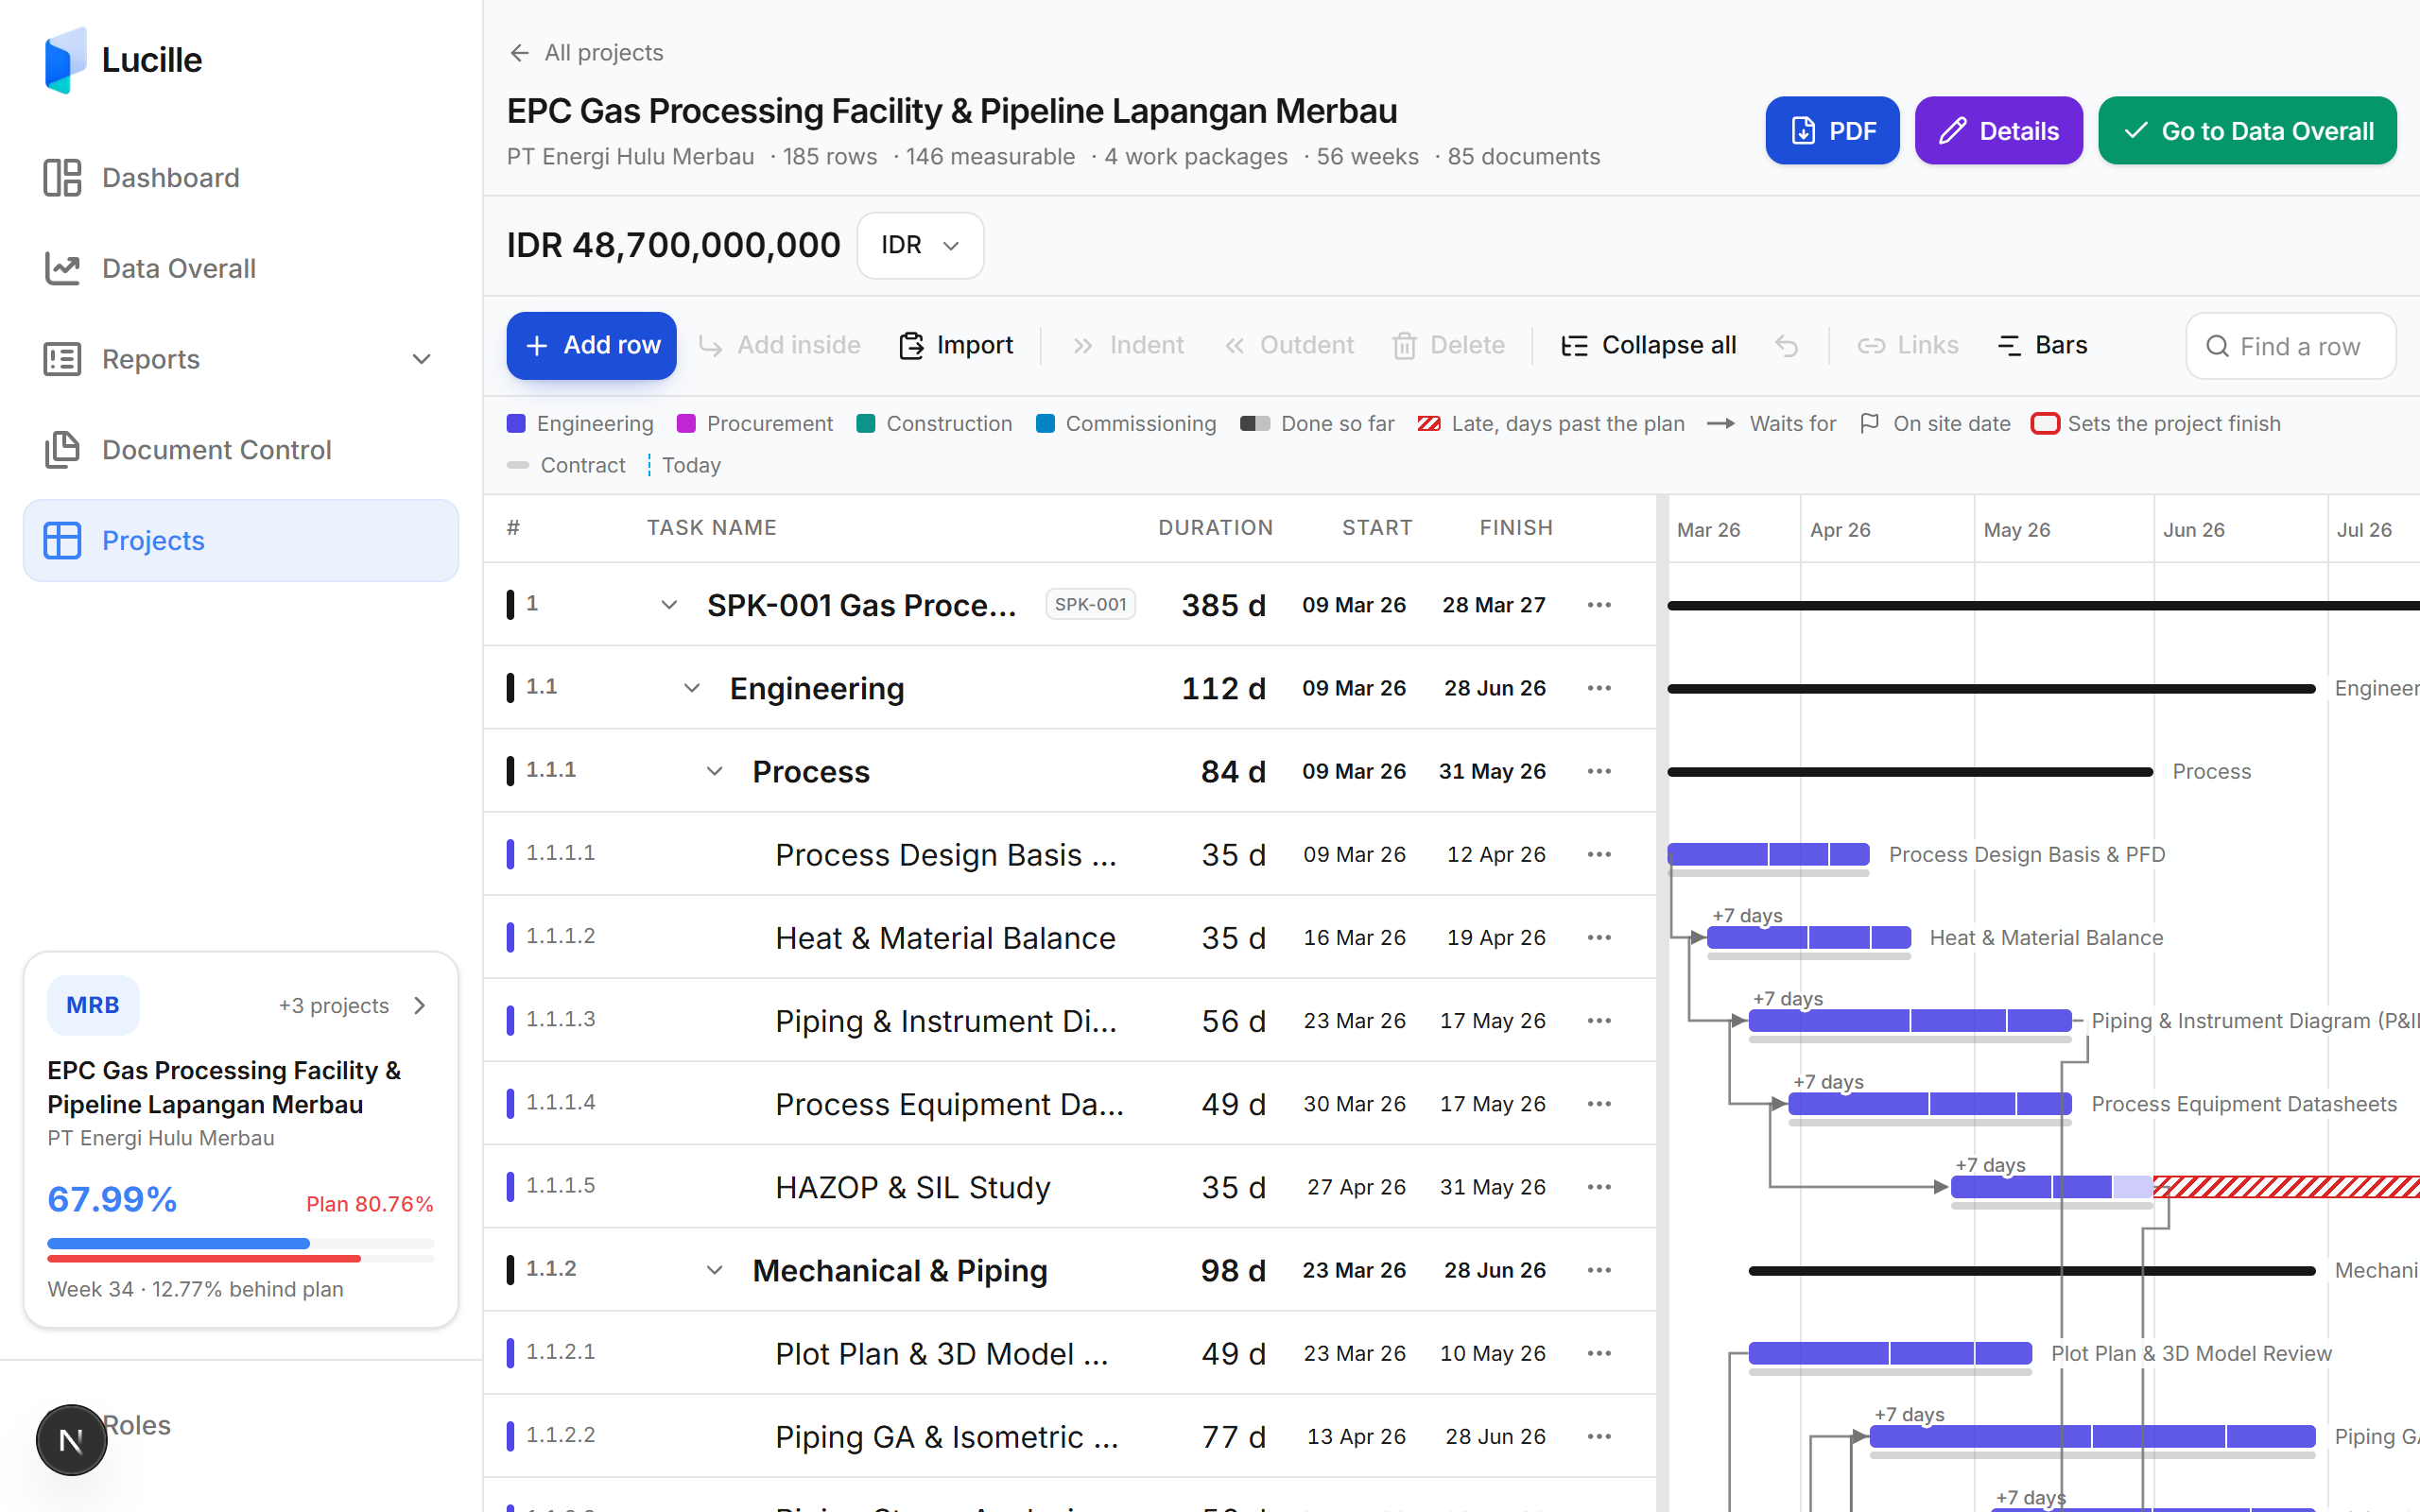 Lucille
Dashboard
Data Overall
Reports
Document Control
Projects
MRB
+3 projects
EPC Gas Processing Facility &
Pipeline Lapangan Merbau
PT Energi Hulu Merbau
67.99%
Plan 80.76%
Week 34 · 12.77% behind plan
Roles
N
All projects
EPC Gas Processing Facility & Pipeline Lapangan Merbau
PT Energi Hulu Merbau · 185 rows · 146 measurable · 4 work packages · 56 weeks · 85 documents
PDF
Details
Go to Data Overall
IDR 48,700,000,000
IDR
Add row
Add inside
Import
Indent
Outdent
Delete
Collapse all
Links
Bars
Find a row
Engineering
Procurement
Construction
Commissioning
Done so far
Late, days past the plan
Waits for
On site date
Sets the project finish
Contract
Today
# TASK NAME DURATION START FINISH
Mar 26 Apr 26 May 26 Jun 26 Jul 26
1 SPK-001 Gas Proce... SPK-001 385 d 09 Mar 26 28 Mar 27
1.1 Engineering 112 d 09 Mar 26 28 Jun 26
Engineer
1.1.1 Process 84 d 09 Mar 26 31 May 26
Process
1.1.1.1 Process Design Basis ... 35 d 09 Mar 26 12 Apr 26
Process Design Basis & PFD
1.1.1.2 Heat & Material Balance 35 d 16 Mar 26 19 Apr 26
+7 days
Heat & Material Balance
1.1.1.3 Piping & Instrument Di... 56 d 23 Mar 26 17 May 26
+7 days
Piping & Instrument Diagram (P&I
1.1.1.4 Process Equipment Da... 49 d 30 Mar 26 17 May 26
+7 days
Process Equipment Datasheets
1.1.1.5 HAZOP & SIL Study 35 d 27 Apr 26 31 May 26
+7 days
1.1.2 Mechanical & Piping 98 d 23 Mar 26 28 Jun 26
Mechani
1.1.2.1 Plot Plan & 3D Model ... 49 d 23 Mar 26 10 May 26
Plot Plan & 3D Model Review
1.1.2.2 Piping GA & Isometric ... 77 d 13 Apr 26 28 Jun 26
+7 days
Piping GA
+7 days